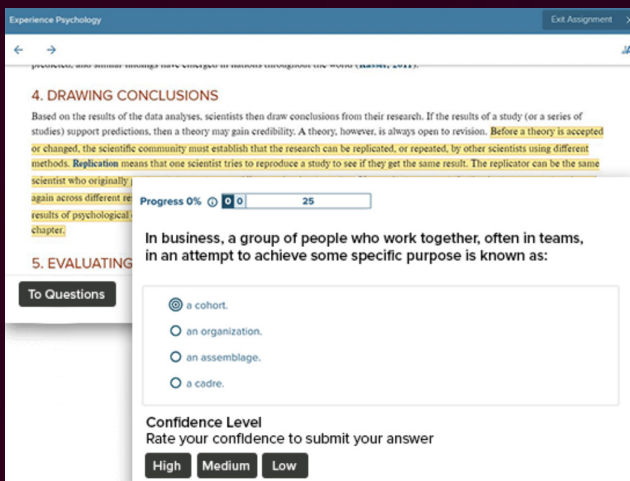 Experience Psychology
Exit Assignment
4. DRAWING CONCLUSIONS
Based on the results of the data analyses, scientists then draw conclusions from their research. If the results of a study (or a series of
studies) support predictions, then a theory may gain credibility. A theory, however, is always open to revision. Before a theory is accepted
or changed, the scientific community must establish that the research can be replicated, or repeated, by other scientists using different
methods. Replication means that one scientist tries to reproduce a study to see if they get the same result. The replicator can be the same
scientist who originally
again across different re
results of psychological
chapter.
5. EVALUATING
To Questions
Progress 0% 0 0 25
In business, a group of people who work together, often in teams,
in an attempt to achieve some specific purpose is known as:
a cohort.
an organization.
an assemblage.
a cadre.
Confidence Level
Rate your confidence to submit your answer
High Medium Low